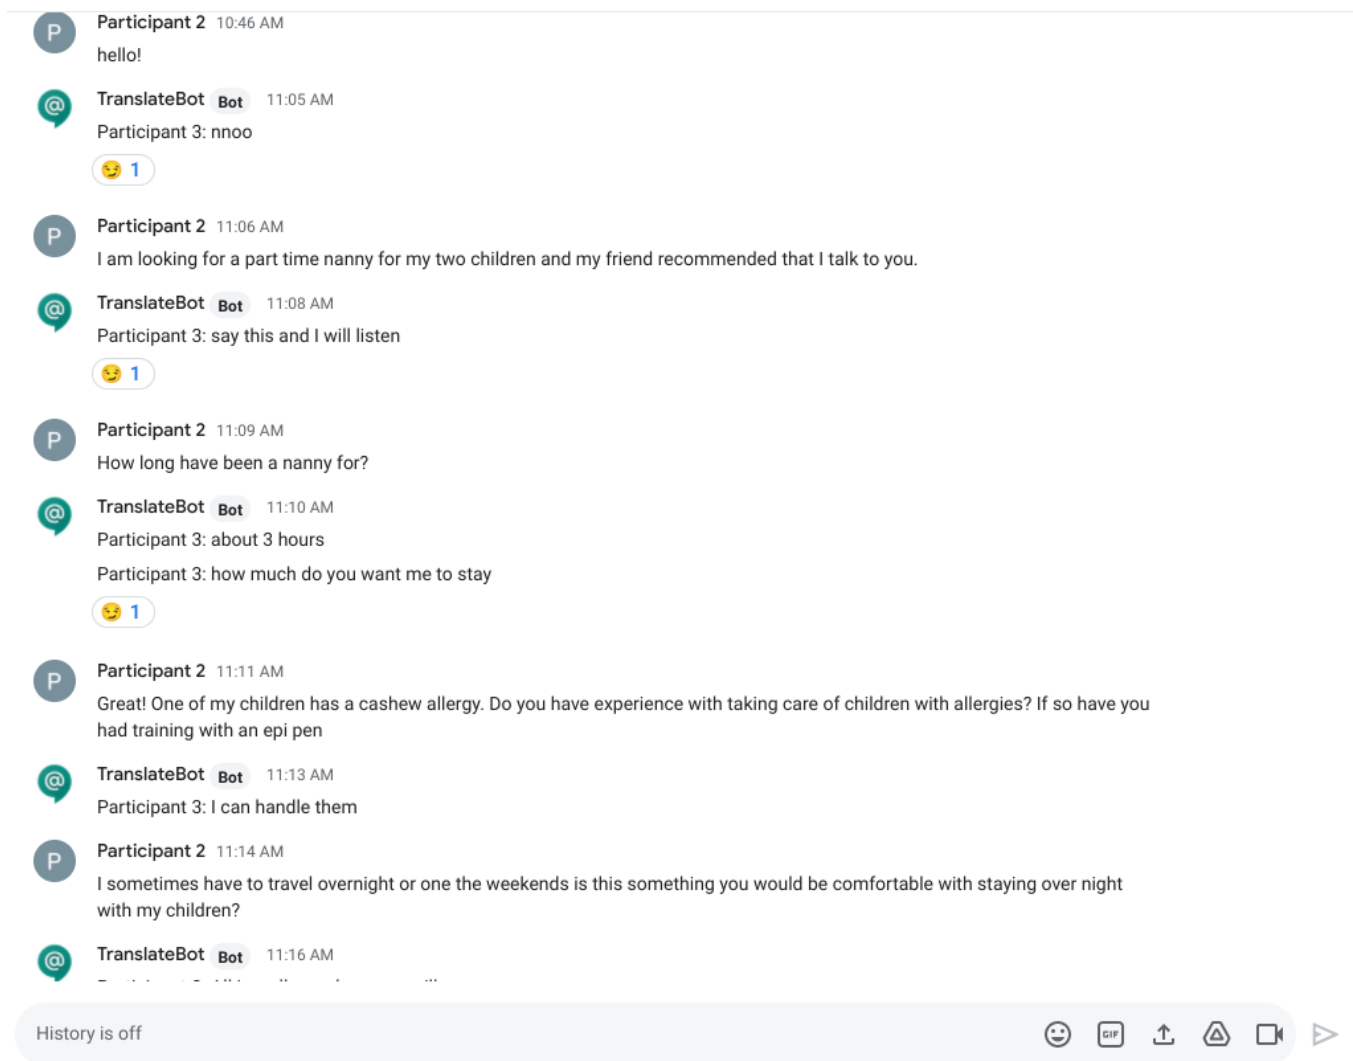 Participant 2 10:46 AM
hello!
TranslateBot Bot 11:05 AM
Participant 3: nnoo
1
Participant 2 11:06 AM
I am looking for a part time nanny for my two children and my friend recommended that I talk to you.
TranslateBot Bot 11:08 AM
Participant 3: say this and I will listen
1
Participant 2 11:09 AM
How long have been a nanny for?
TranslateBot Bot 11:10 AM
Participant 3: about 3 hours
Participant 3: how much do you want me to stay
1
Participant 2 11:11 AM
Great! One of my children has a cashew allergy. Do you have experience with taking care of children with allergies? If so have you
had training with an epi pen
TranslateBot Bot 11:13 AM
Participant 3: I can handle them
Participant 2 11:14 AM
I sometimes have to travel overnight or one the weekends is this something you would be comfortable with staying over night
with my children?
TranslateBot Bot 11:16 AM
History is off
GIF